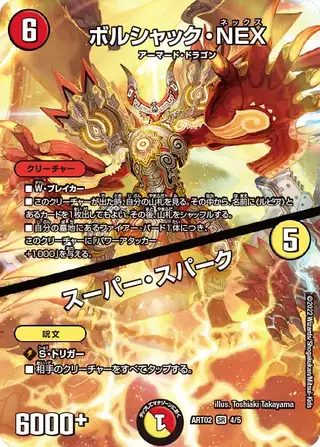 6
ネックス
ボルシャック・NEX
アーマード・ドラゴン
クリーチャー
■W・ブレイカー
■このクリーチャーが出た時、自分の山札を見る。その中から、名前に《ルピア》と
あるカードを1枚出してもよい。その後、山札をシャッフルする。
■自分の墓地にあるファイアー・バード1体につき、
このクリーチャーに「パワーアタッカー
+1000」を与える。
5
スーパー・スパーク
呪文
S・トリガー
■相手のクリーチャーをすべてタップする。
illus. Toshiaki Takayama
6000+
ART02 SR 4/5
©2022 Wizards/Shogakukan/Mitsui-Kids